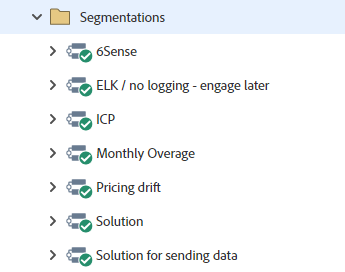 Segmentations
6Sense
ELK / no logging - engage later
ICP
Monthly Overage
Pricing drift
Solution
Solution for sending data